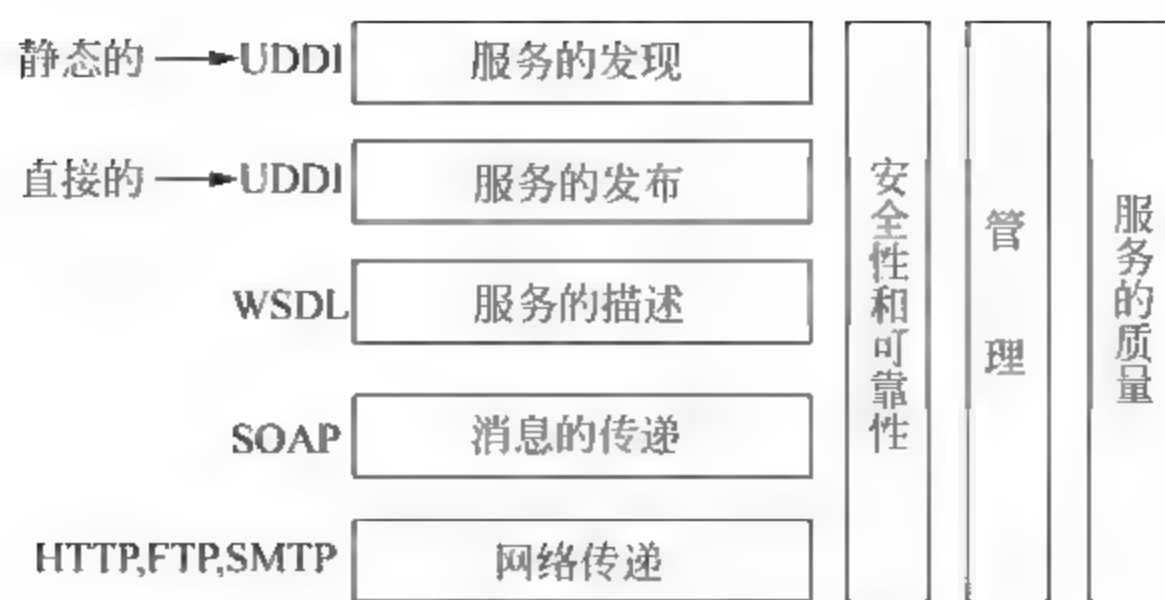 静态的 UDDI 服务的发现
直接的 UDDI 服务的发布
WSDL 服务的描述
SOAP 消息的传递
HTTP,FTP,SMTP 网络传递
安全性和可靠性
管理
服务的质量